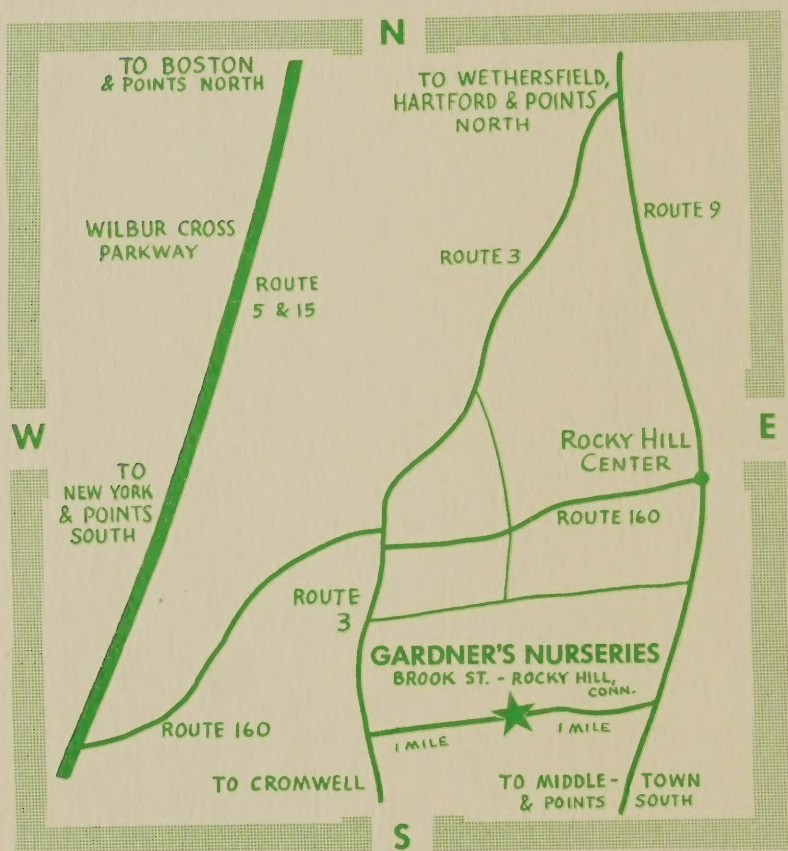 N
TO BOSTON
& POINTS NORTH
TO WETHERSFIELD,
HARTFORD & POINTS
NORTH
WILBUR CROSS
PARKWAY
ROUTE
5 & 15
ROUTE 3
ROUTE 9
W
E
ROCKY HILL
CENTER
TO
NEW YORK
& POINTS
SOUTH
ROUTE 160
ROUTE
3
GARDNER'S NURSERIES
BROOK ST. - ROCKY HILL,
CONN.
ROUTE 160
1 MILE
1 MILE
TO CROMWELL
TO MIDDLE- TOWN
& POINTS SOUTH
S